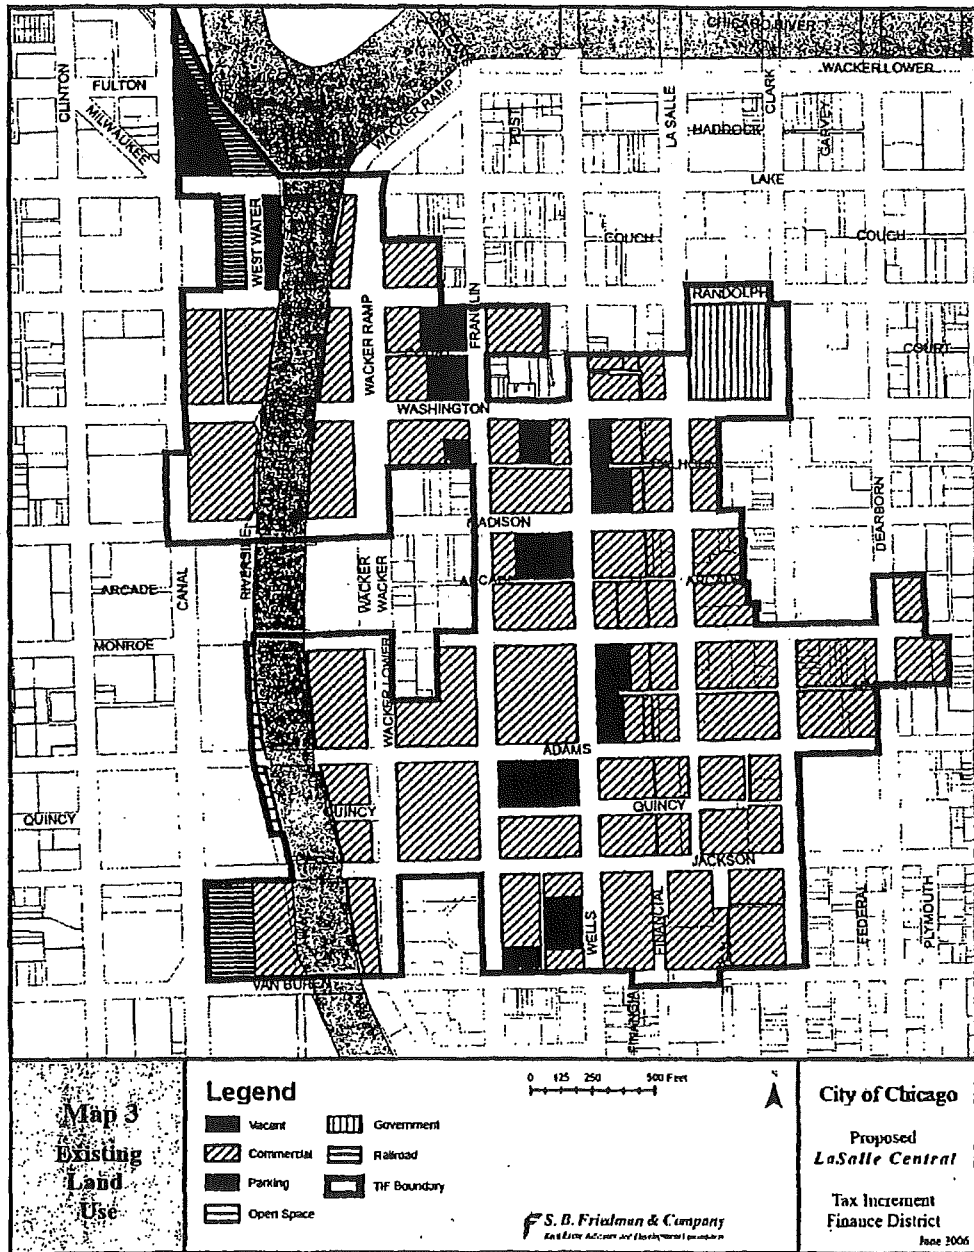 CHICAGO RIVER
WACKER LOWER
CLINTON
FULTON
MILWAUKEE
WACKER RAMP
POST
LA SALLE
CLARK
HADDOCK
GARVEY
LAKE
WEST WATER
COUCH
COUCH
RANDOLPH
WACKER RAMP
FRANKLIN
COURT
WASHINGTON
CALHOUN
MADISON
DEARBORN
RIVERSIDE
CANAL
WACKER
WACKER
ARCADE
ARCADE
ARCADE
MONROE
WACKER LOWER
ADAMS
QUINCY
QUINCY
QUINCY
JACKSON
WELLS
FINANCIAL
FEDERAL
PLYMOUTH
VAN BUREN
Map 3
Existing
Land
Use
Legend
Vacant
Government
Commercial
Railroad
Parking
TIF Boundary
Open Space
0 125 250 500 Feet
N
S. B. Friedman & Company
City of Chicago
Proposed
LaSalle Central
Tax Increment
Finance District
June 2006